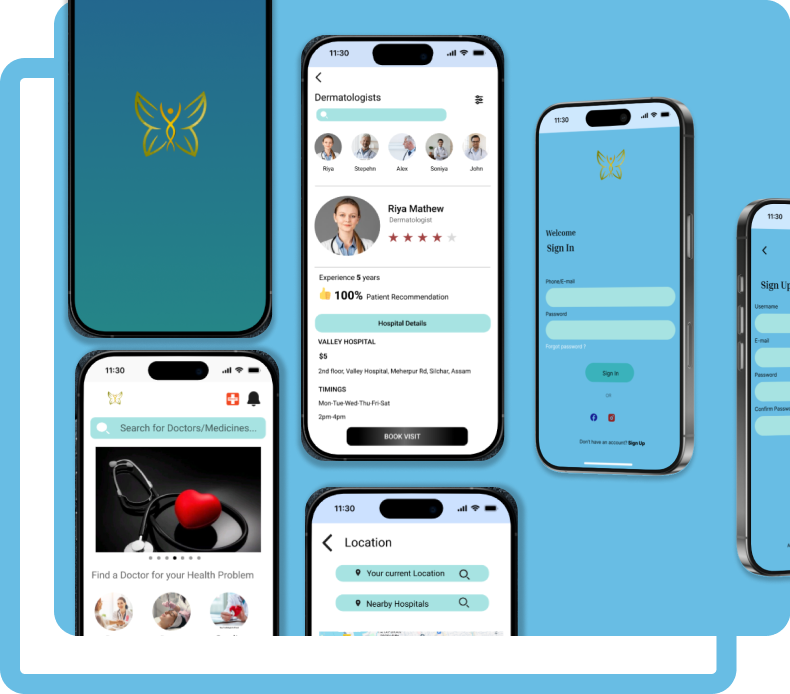 11:30
Search for Doctors/Medicines...
Find a Doctor for your Health Problem
11:30
Dermatologists
Riya
Stepehn
Alex
Soniya
John
Riya Mathew
Dermatologist
Experience 5 years
100% Patient Recommendation
Hospital Details
VALLEY HOSPITAL
$5
2nd floor, Valley Hospital, Meherpur Rd, Silchar, Assam
TIMINGS
Mon-Tue-Wed-Thu-Fri-Sat
2pm-4pm
BOOK VISIT
11:30
Location
Your current Location
Nearby Hospitals
11:30
Welcome
Sign In
Phone/E-mail
Password
Forgot password ?
Sign In
OR
Don't have an account? Sign Up
11:30
Sign Up
Username
E-mail
Password
Confirm Passw